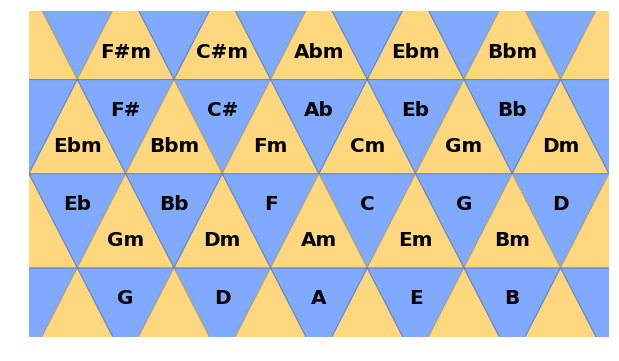 F#m C#m Abm Ebm Bbm
F# C# Ab Eb Bb
Ebm Bbm Fm Cm Gm Dm
Eb Bb F C G D
Gm Dm Am Em Bm
G D A E B